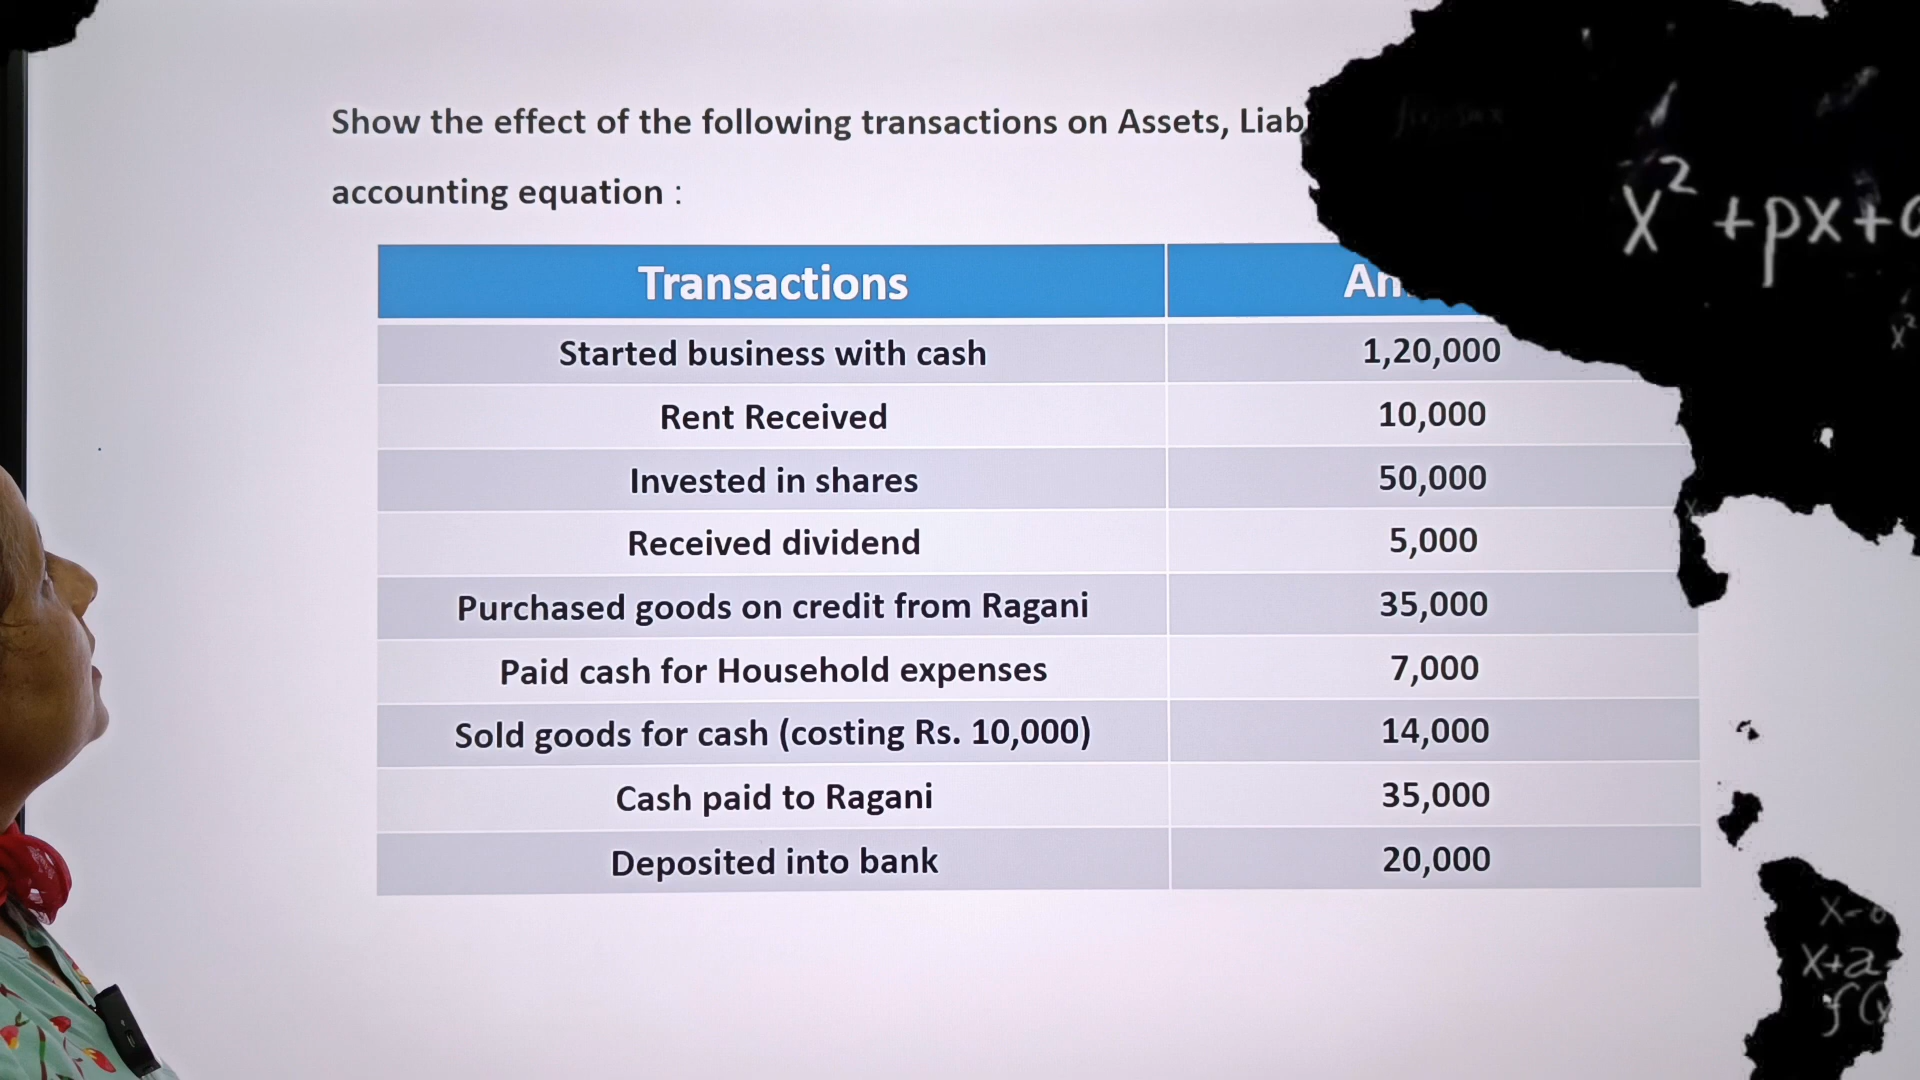 Show the effect of the following transactions on Assets,
accounting equation :
Transactions
Started business with cash 1,20,000
Rent Received 10,000
Invested in shares 50,000
Received dividend 5,000
Purchased goods on credit from Ragani 35,000
Paid cash for Household expenses 7,000
Sold goods for cash (costing Rs. 10,000) 14,000
Cash paid to Ragani 35,000
Deposited into bank 20,000
x² +px+
x²
x-
x+a